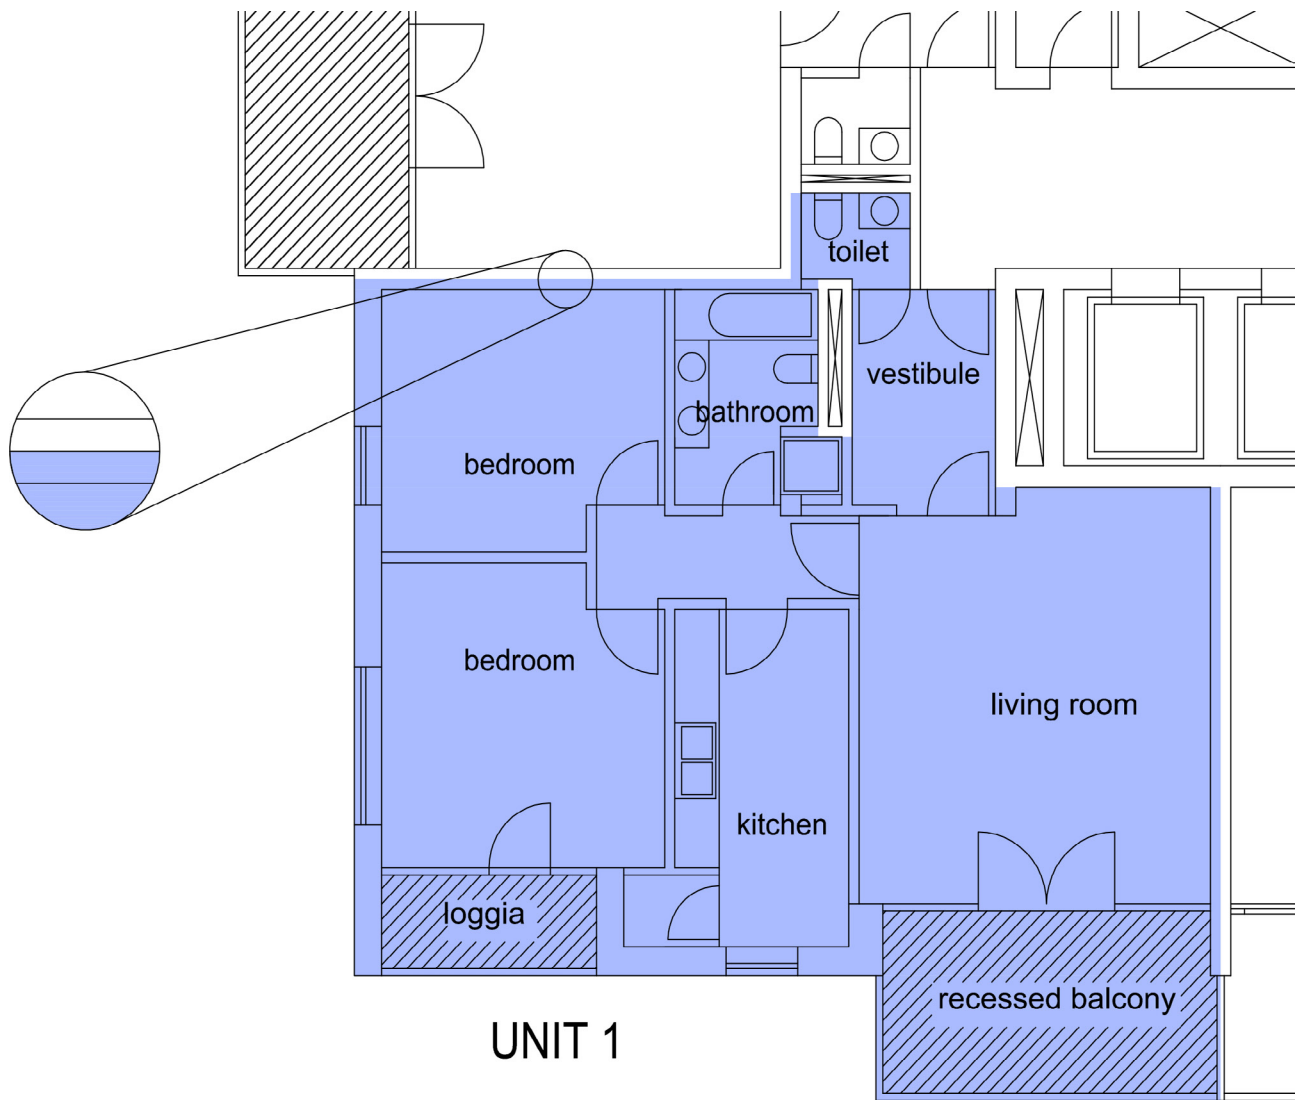 toilet
vestibule
bathroom
bedroom
bedroom
living room
kitchen
loggia
recessed balcony
UNIT 1